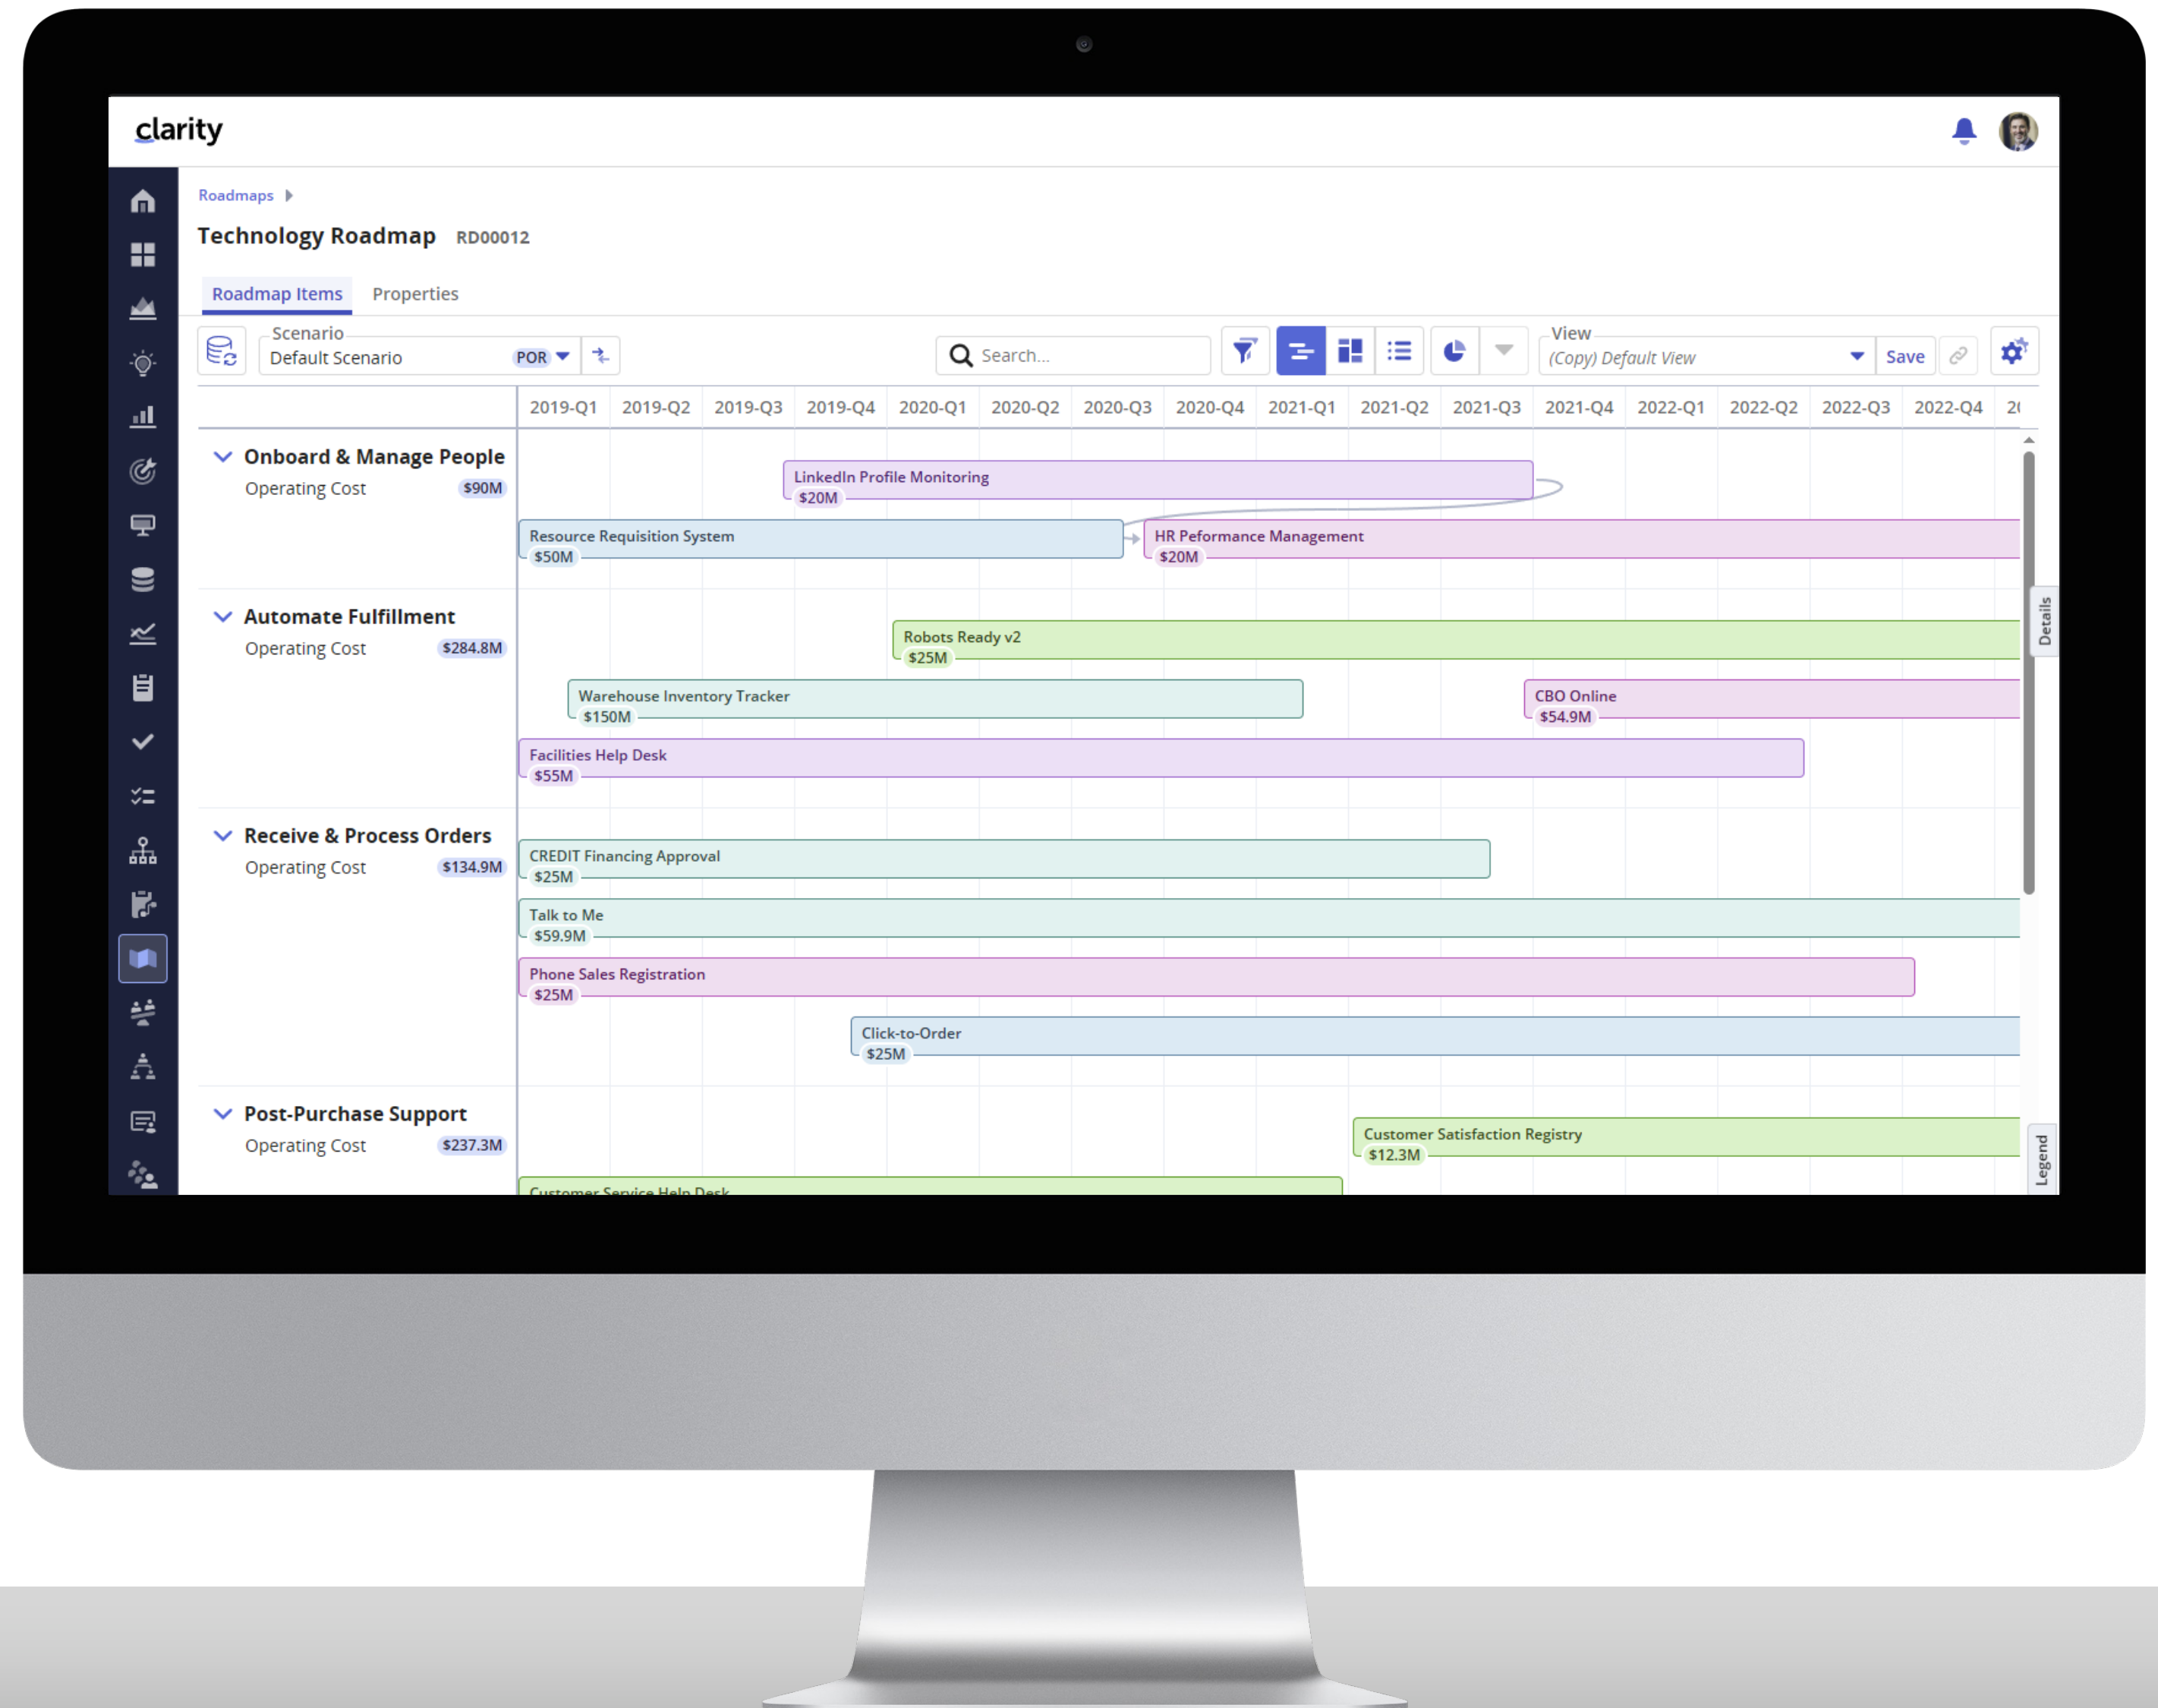 clarity
Roadmaps
Technology Roadmap RD00012
Roadmap Items Properties
Scenario
Default Scenario POR
Search...
View
(Copy) Default View
Save
2019-Q1 2019-Q2 2019-Q3 2019-Q4 2020-Q1 2020-Q2 2020-Q3 2020-Q4 2021-Q1 2021-Q2 2021-Q3 2021-Q4 2022-Q1 2022-Q2 2022-Q3 2022-Q4
Onboard & Manage People
Operating Cost $90M
LinkedIn Profile Monitoring
$20M
Resource Requisition System
$50M
HR Peformance Management
$20M
Automate Fulfillment
Operating Cost $284.8M
Robots Ready v2
$25M
Warehouse Inventory Tracker
$150M
CBO Online
$54.9M
Facilities Help Desk
$55M
Receive & Process Orders
Operating Cost $134.9M
CREDIT Financing Approval
$25M
Talk to Me
$59.9M
Phone Sales Registration
$25M
Click-to-Order
$25M
Post-Purchase Support
Operating Cost $237.3M
Customer Satisfaction Registry
$12.3M
Customer Service Help Desk
Details
Legend